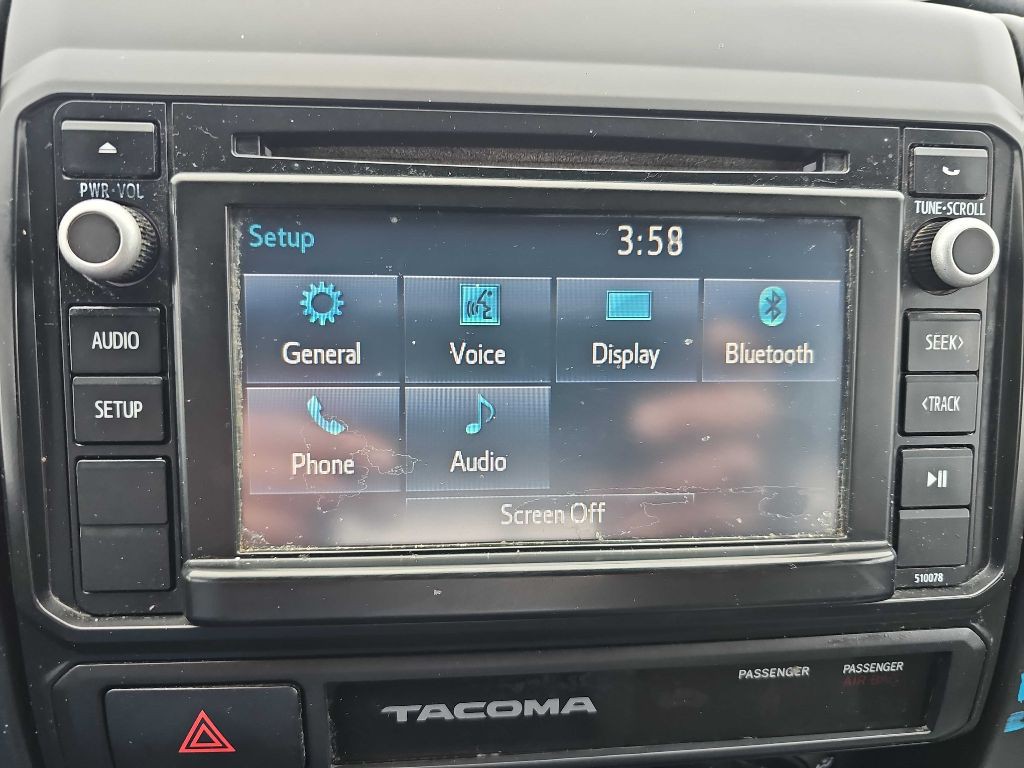 PWR·VOL
TUNE·SCROLL
Setup
3:58
AUDIO
General
Voice
Display
Bluetooth
SEEK>
SETUP
<TRACK
Phone
Audio
Screen Off
510078
PASSENGER
PASSENGER
AIR BAG
TACOMA